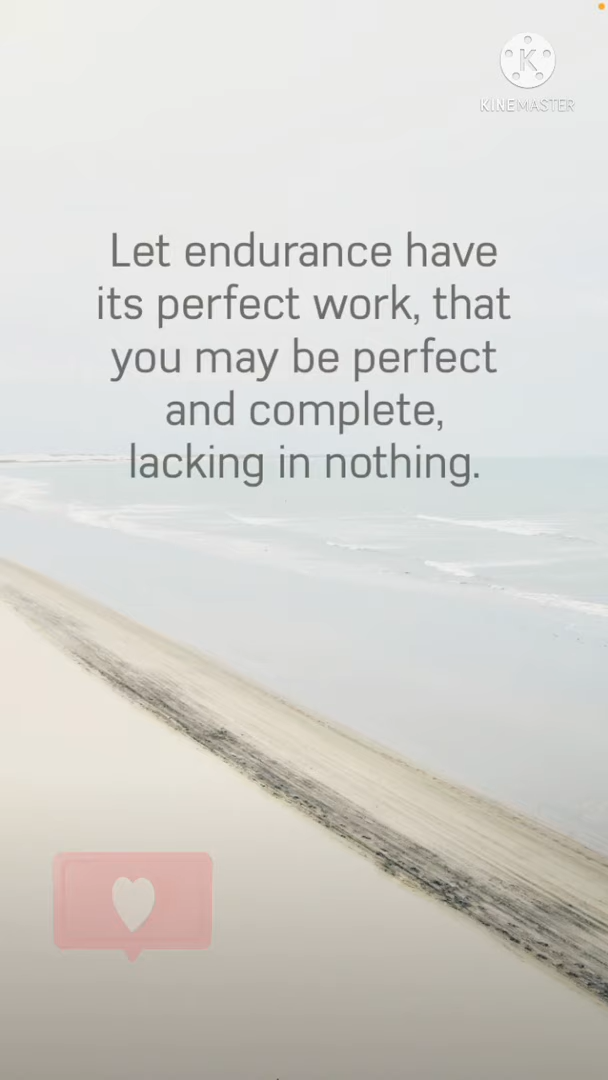 KINEMASTER
Let endurance have
its perfect work, that
you may be perfect
and complete,
lacking in nothing.